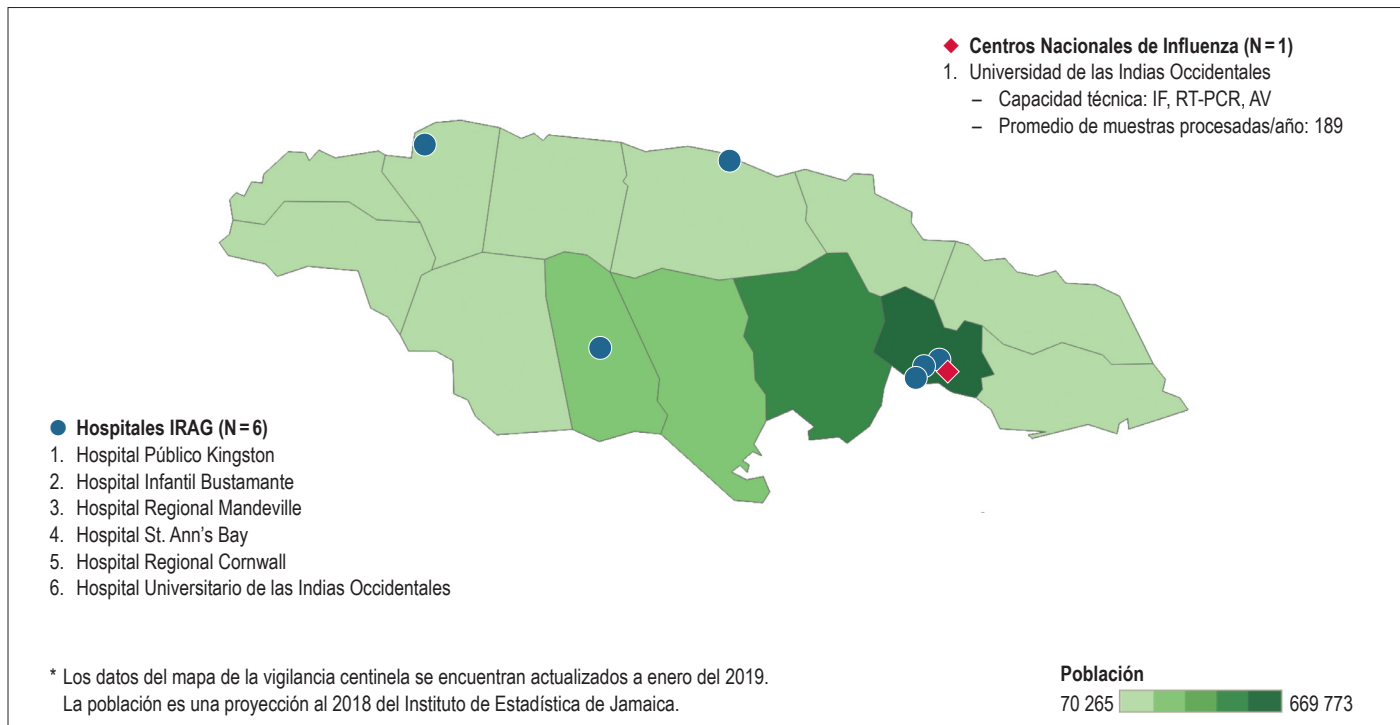 Centros Nacionales de Influenza (N = 1)
1. Universidad de las Indias Occidentales
– Capacidad técnica: IF, RT-PCR, AV
– Promedio de muestras procesadas/año: 189
Hospitales IRAG (N = 6)
1. Hospital Público Kingston
2. Hospital Infantil Bustamante
3. Hospital Regional Mandeville
4. Hospital St. Ann’s Bay
5. Hospital Regional Cornwall
6. Hospital Universitario de las Indias Occidentales
* Los datos del mapa de la vigilancia centinela se encuentran actualizados a enero del 2019.
La población es una proyección al 2018 del Instituto de Estadística de Jamaica.
Población
70 265 669 773